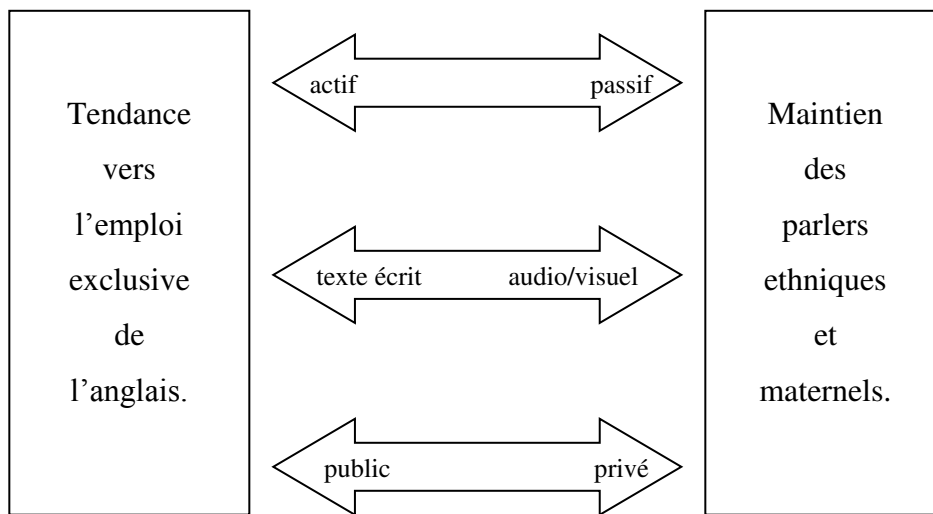 Tendance
vers
l’emploi
exclusive
de
l’anglais.
actif passif
texte écrit audio/visuel
public privé
Maintien
des
parlers
ethniques
et
maternels.